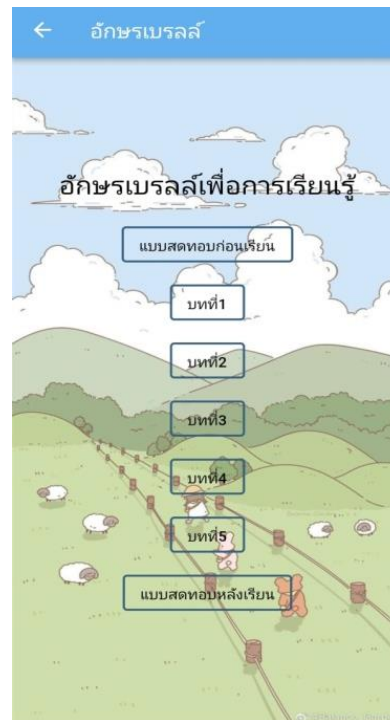 อักษรเบรลล์
อักษรเบรลล์เพื่อการเรียนรู้
แบบสดทอบก่อนเรียน
บทที่1
บทที่2
บทที่3
บทที่4
บทที่5
แบบสดทอบหลังเรียน